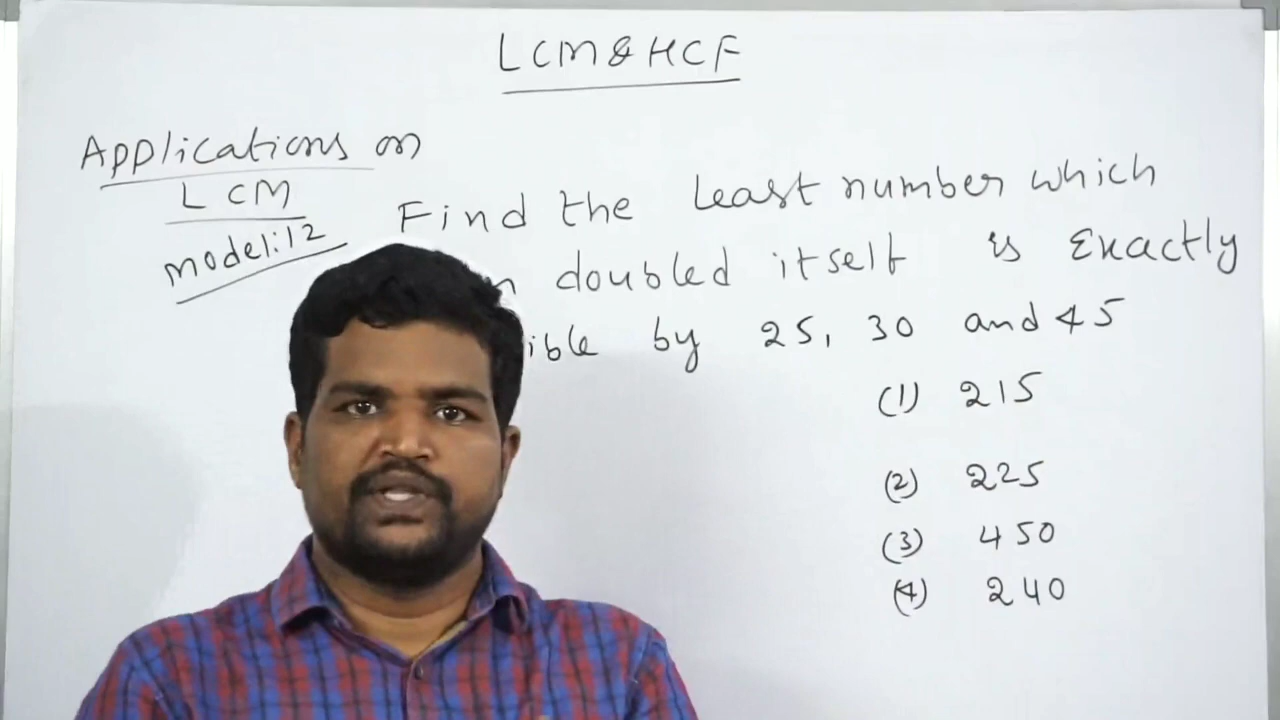 LCM & HCF
Applications on
LCM
model:12
Find the Least number which
n doubled itself is Exactly
ible by 25, 30 and 45
(1) 215
(2) 225
(3) 450
(4) 240